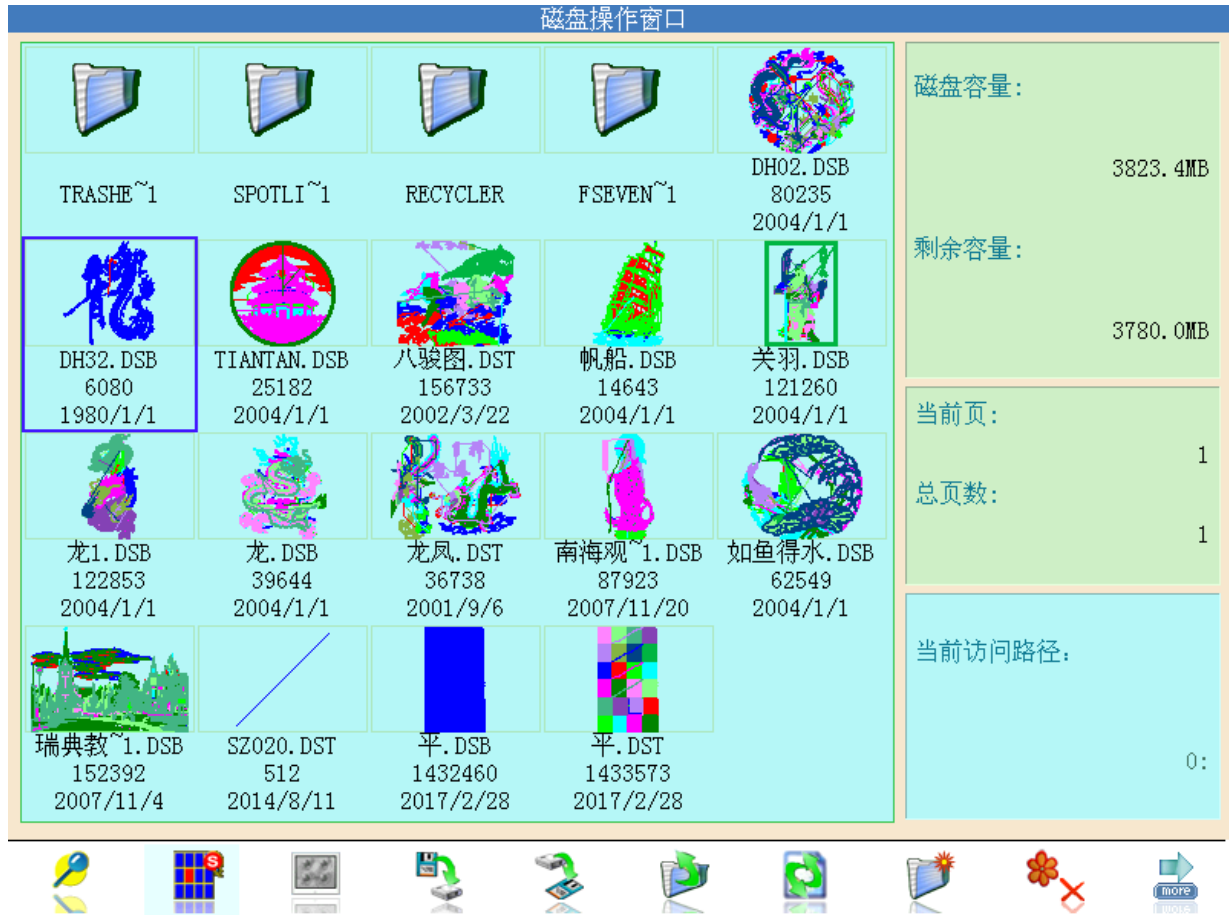 磁盘操作窗口
TRASHE~1
SPOTLI~1
RECYCLER
FSEVEN~1
DH02.DSB
80235
2004/1/1
DH32.DSB
6080
1980/1/1
TIANTAN.DSB
25182
2004/1/1
八骏图.DST
156733
2002/3/22
帆船.DSB
14643
2004/1/1
关羽.DSB
121260
2004/1/1
龙1.DSB
122853
2004/1/1
龙.DSB
39644
2004/1/1
龙凤.DST
36738
2001/9/6
南海观~1.DSB
87923
2007/11/20
如鱼得水.DSB
62549
2004/1/1
瑞典教~1.DSB
152392
2007/11/4
SZ020.DST
512
2014/8/11
平.DSB
1432460
2017/2/28
平.DST
1433573
2017/2/28
磁盘容量:
3823.4MB
剩余容量:
3780.0MB
当前页:
1
总页数:
1
当前访问路径:
0:
S
more